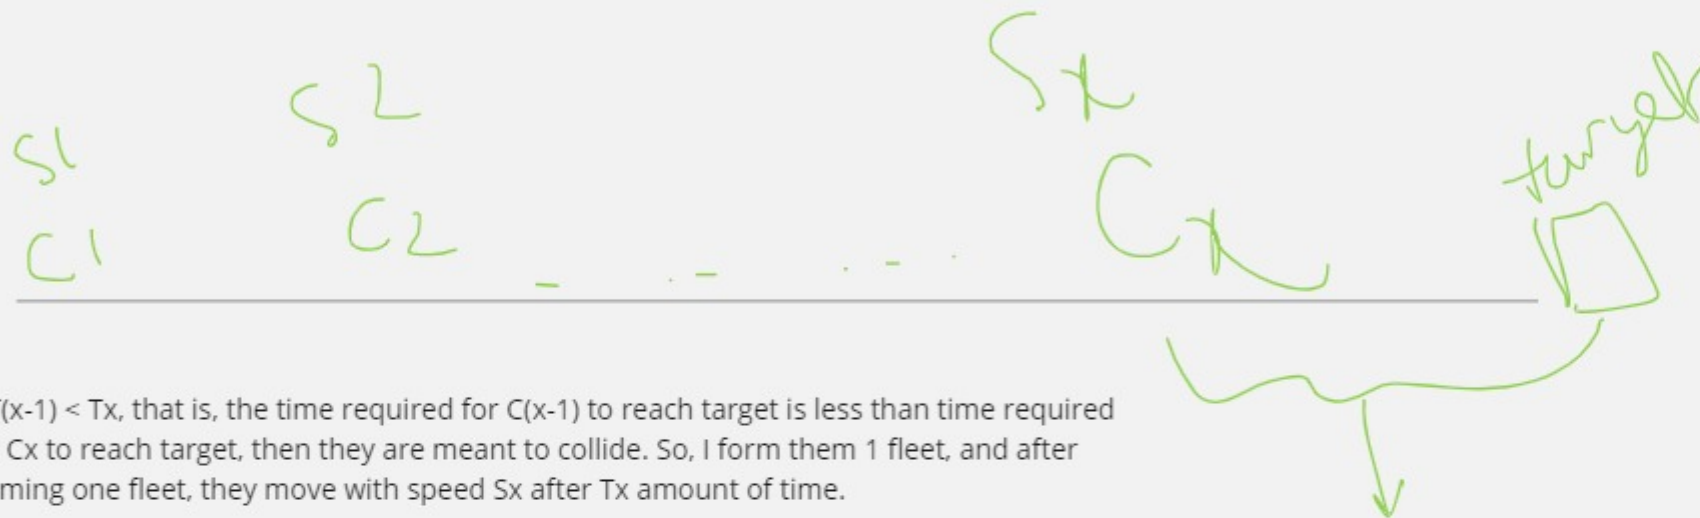 Sx
S2
target
S1
Cx
C2
C1
(x-1) < Tx, that is, the time required for C(x-1) to reach target is less than time required
Cx to reach target, then they are meant to collide. So, I form them 1 fleet, and after
ming one fleet, they move with speed Sx after Tx amount of time.